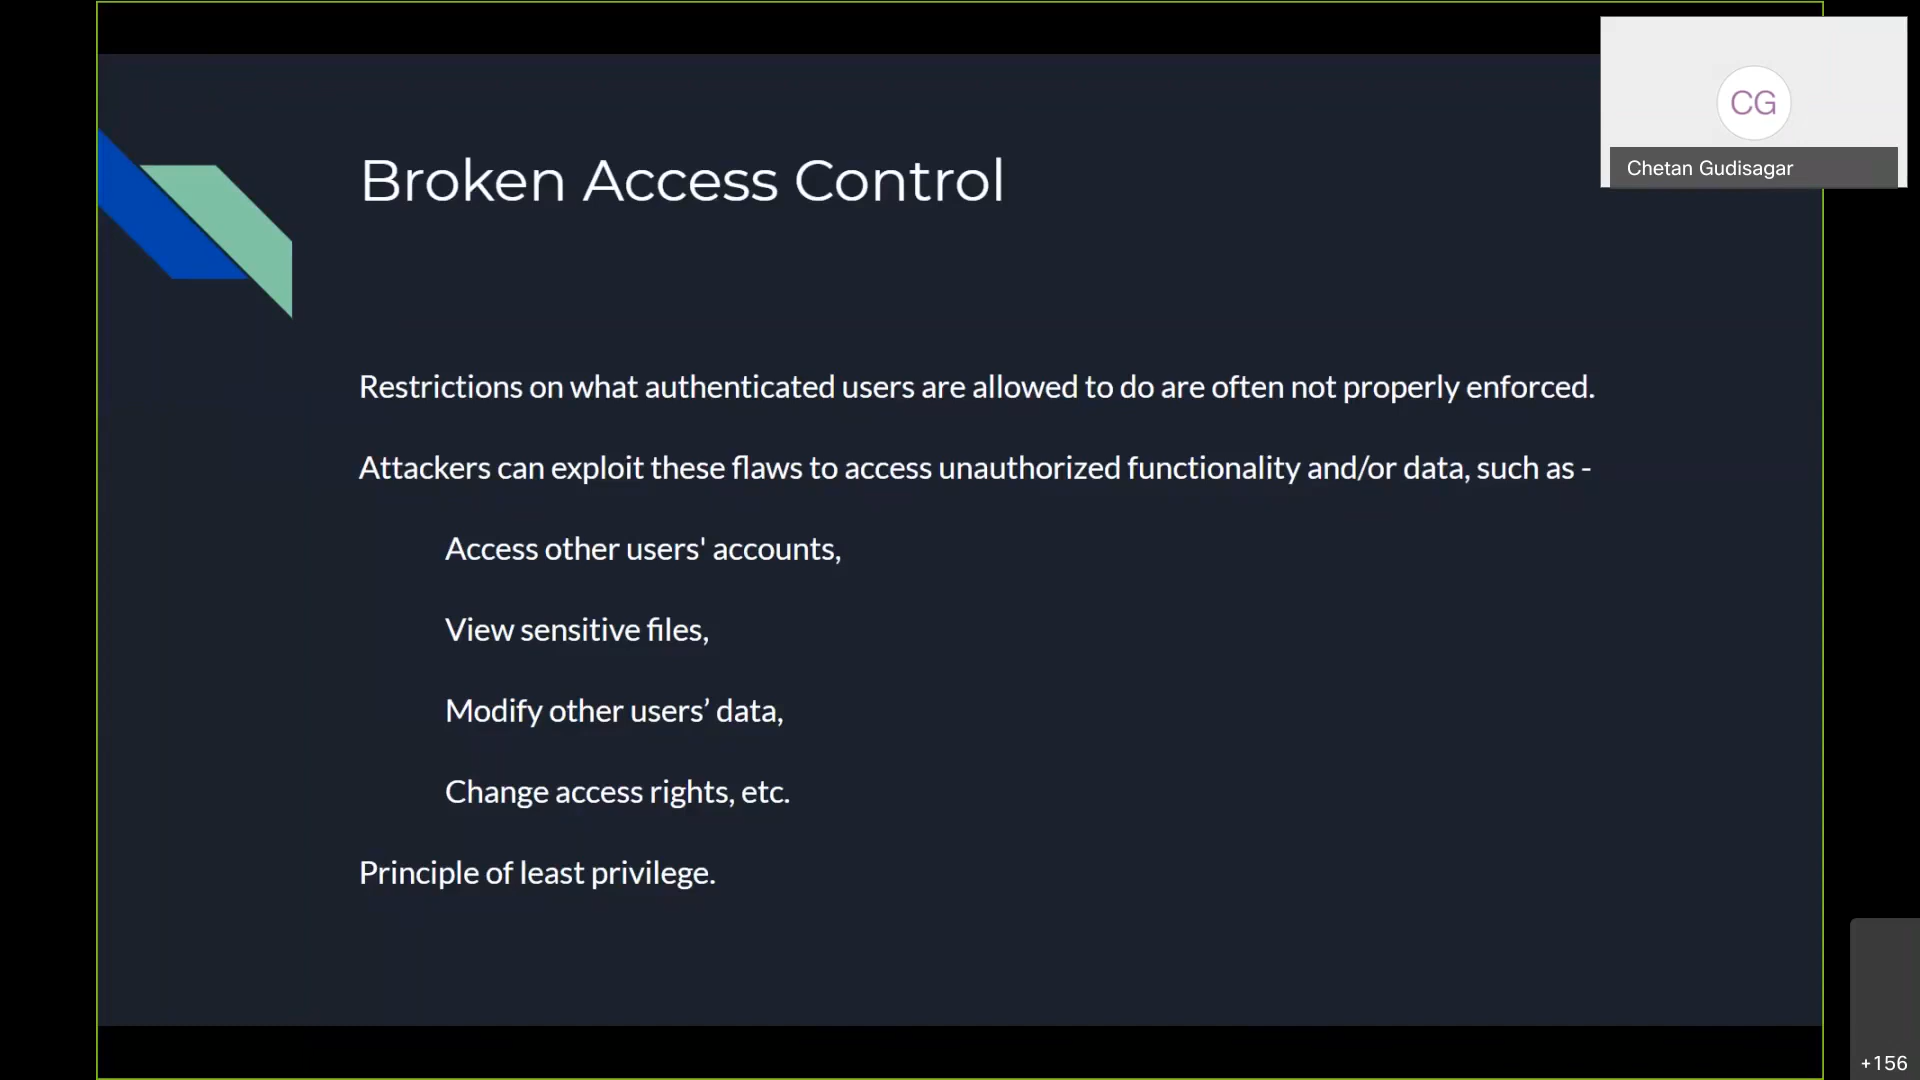 CG
Chetan Gudisagar
Broken Access Control
Restrictions on what authenticated users are allowed to do are often not properly enforced.
Attackers can exploit these flaws to access unauthorized functionality and/or data, such as -
Access other users' accounts,
View sensitive files,
Modify other users’ data,
Change access rights, etc.
Principle of least privilege.
+156